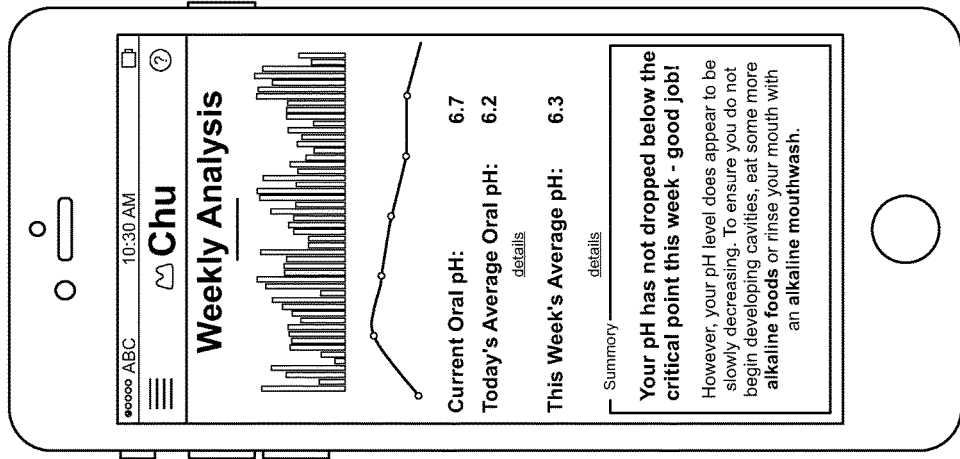 ●○○○○ ABC 10:30 AM
Chu ?
Weekly Analysis
Current Oral pH: 6.7
Today's Average Oral pH: 6.2
details
This Week's Average pH: 6.3
details
Summory
Your pH has not dropped below the
critical point this week - good job!
However, your pH level does appear to be
slowly decreasing. To ensure you do not
begin developing cavities, eat some more
alkaline foods or rinse your mouth with
an alkaline mouthwash.